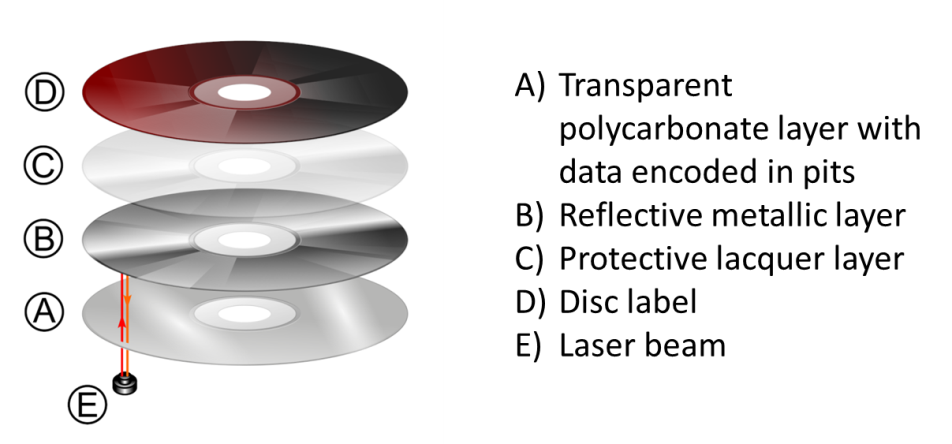 D
C
B
A
E
A) Transparent
polycarbonate layer with
data encoded in pits
B) Reflective metallic layer
C) Protective lacquer layer
D) Disc label
E) Laser beam